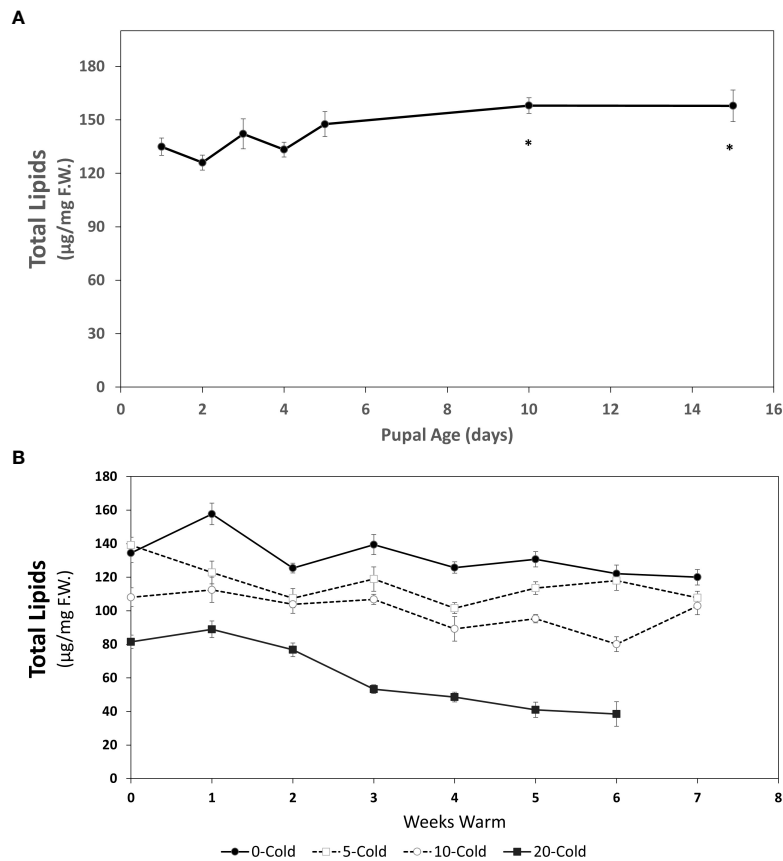 A
180
150
120
90
60
30
0
Total Lipids
(µg/mg F.W.)
*
*
0 2 4 6 8 10 12 14 16
Pupal Age (days)
B
180
160
140
120
100
80
60
40
20
0
Total Lipids
(µg/mg F.W.)
0 1 2 3 4 5 6 7 8
Weeks Warm
0-Cold 5-Cold 10-Cold 20-Cold